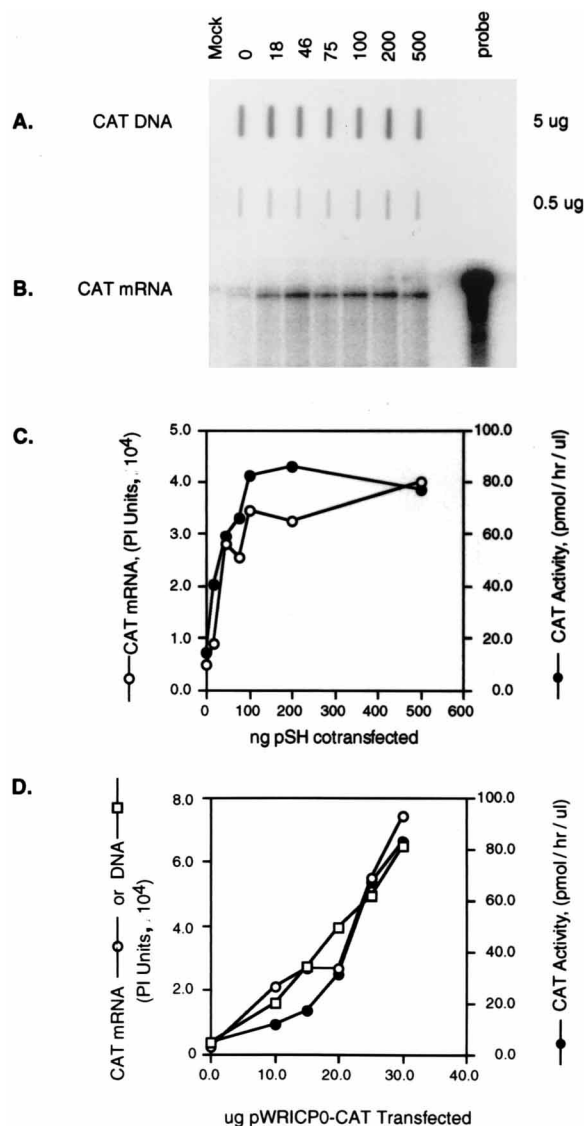 Mock 0 18 46 75 100 200 500 probe
A. CAT DNA 5 ug
0.5 ug
B. CAT mRNA
C.
CAT mRNA, (PI Units, . 10⁴)
5.0
4.0
3.0
2.0
1.0
0.0
100.0
80.0
60.0
40.0
20.0
0.0
CAT Activity, (pmol/ hr / ul)
0 100 200 300 400 500 600
ng pSH cotransfected
D.
CAT mRNA or DNA
(PI Units, . 10⁴)
8.0
6.0
4.0
2.0
0
100.0
80.0
60.0
40.0
20.0
0.0
CAT Activity, (pmol/ hr / ul)
0.0 10.0 20.0 30.0 40.0
ug pWRICP0-CAT Transfected